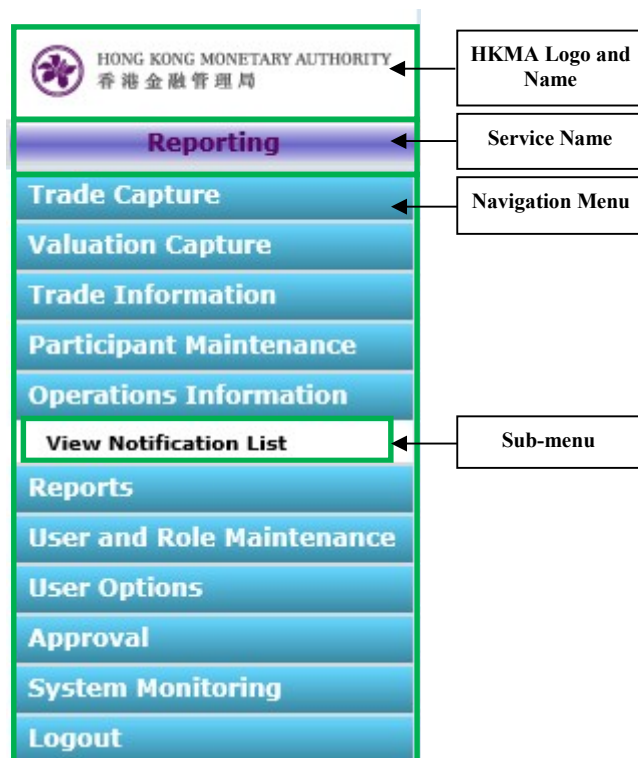 HONG KONG MONETARY AUTHORITY
香港金融管理局
HKMA Logo and
Name
Reporting
Service Name
Trade Capture
Navigation Menu
Valuation Capture
Trade Information
Participant Maintenance
Operations Information
View Notification List
Sub-menu
Reports
User and Role Maintenance
User Options
Approval
System Monitoring
Logout